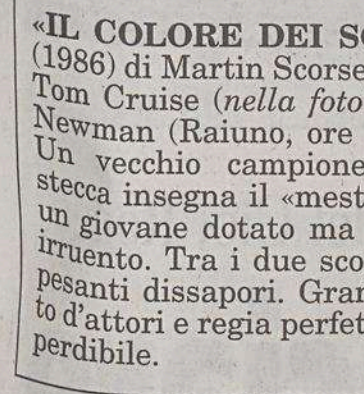 «IL COLORE DEI S
(1986) di Martin Scorse
Tom Cruise (nella foto
Newman (Raiuno, ore
Un vecchio campione
stecca insegna il «mest
un giovane dotato ma
irruento. Tra i due sco
pesanti dissapori. Gran
to d'attori e regia perfet
perdibile.